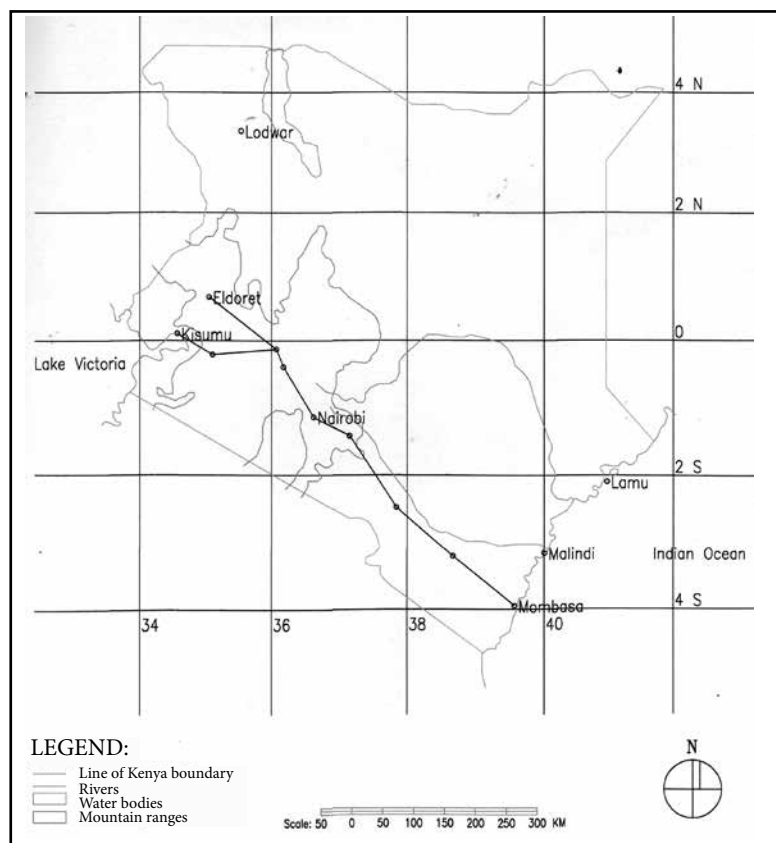 4 N
Lodwar
2 N
Eldoret
Kisumu
0
Lake Victoria
Nairobi
2 S
Lamu
Malindi
Indian Ocean
Mombasa
4 S
34
36
38
40
LEGEND:
Line of Kenya boundary
Rivers
Water bodies
Mountain ranges
N
Scale: 50 0 50 100 150 200 250 300 KM